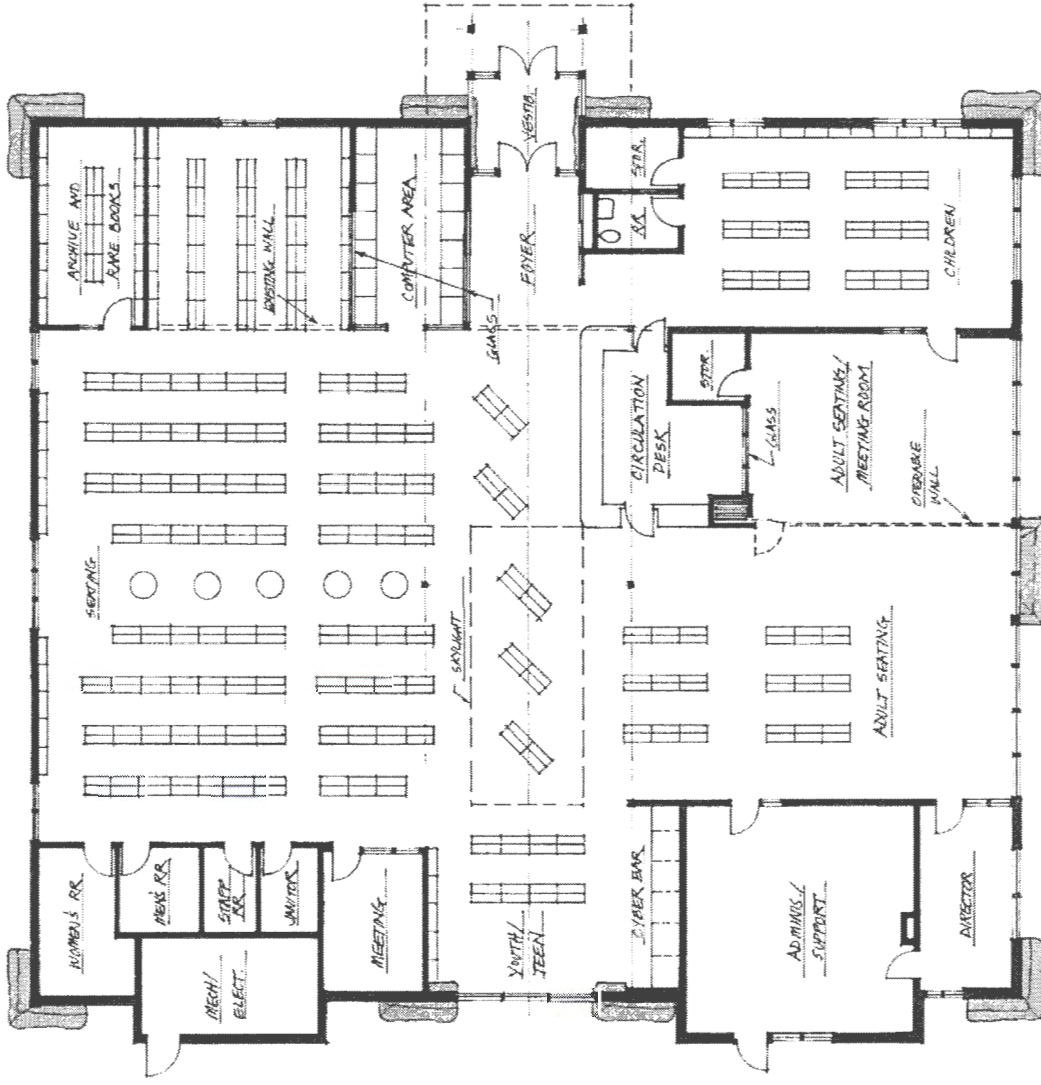 VESTIB.
ARCHIVE AND
RARE BOOKS
EXISTING WALL
COMPUTER AREA
FOYER
STOR.
RR
CHILDREN
GLASS
CIRCULATION
DESK
STOR.
GLASS
ADULT SEATING/
MEETING ROOM
OPERABLE
WALL
SEATING
SKYLIGHT
ADULT SEATING
WOMEN'S RR
MEN'S RR
STAFF
RR
JANITOR
MEETING
MECH/
ELECT.
YOUTH/
TEEN
CYBER BAR
ADMINIS./
SUPPORT
DIRECTOR